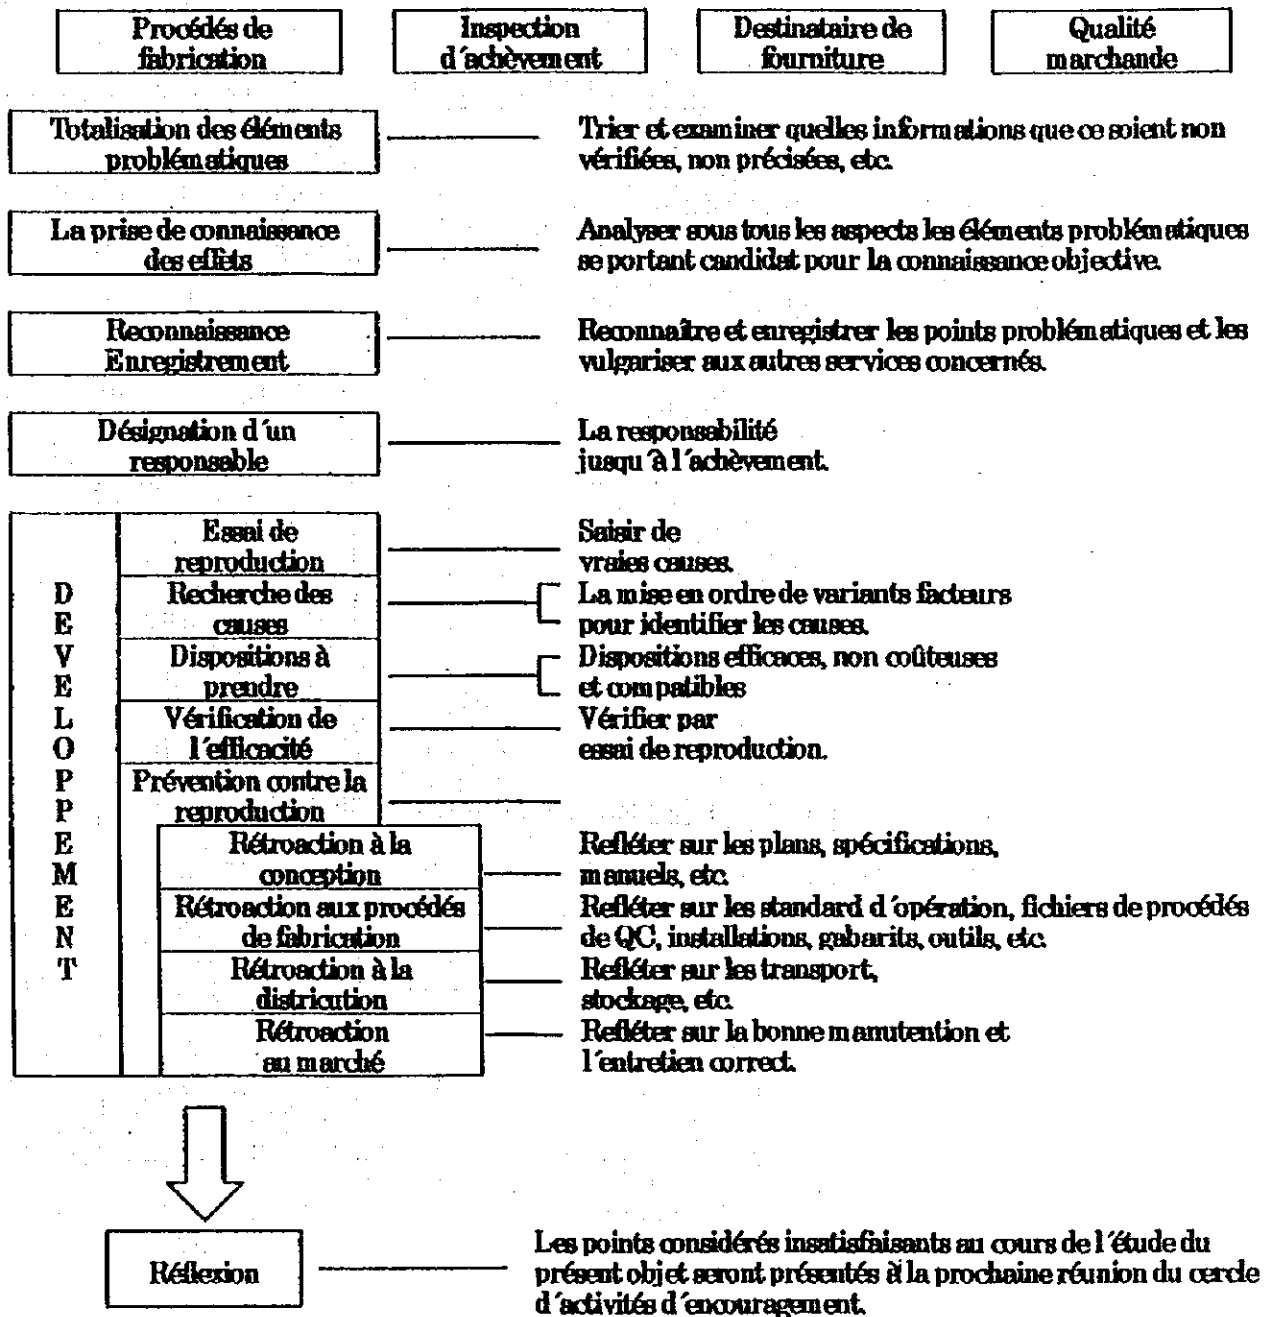 Procédés de
fabrication
Inspection
d'achèvement
Destinataire de
fourniture
Qualité
marchande
Totalisation des éléments
problématiques
Trier et examiner quelles informations que ce soient non
vérifiées, non précisées, etc.
La prise de connaissance
des effets
Analyser sous tous les aspects les éléments problématiques
se portant candidat pour la connaissance objective.
Reconnaissance
Enregistrement
Reconnaître et enregistrer les points problématiques et les
vulgariser aux autres services concernés.
Désignation d'un
responsable
La responsabilité
jusqu'à l'achèvement.
DEVELOPPEMENT
Essai de
reproduction
Saisir de
vraies causes.
Recherche des
causes
La mise en ordre de variants facteurs
pour identifier les causes.
Dispositions à
prendre
Dispositions efficaces, non coûteuses
et compatibles
Vérification de
l'efficacité
Vérifier par
essai de reproduction.
Prévention contre la
reproduction
Rétroaction à la
conception
Refléter sur les plans, spécifications,
manuels, etc.
Rétroaction aux procédés
de fabrication
Refléter sur les standard d'opération, fichiers de procédés
de QC, installations, gabarits, outils, etc.
Rétroaction à la
districution
Refléter sur les transport,
stockage, etc.
Rétroaction
au marché
Refléter sur la bonne manutention et
l'entretien correct.
Réflexion
Les points considérés insatisfaisants au cours de l'étude du
présent objet seront présentés à la prochaine réunion du cercle
d'activités d'encouragement.